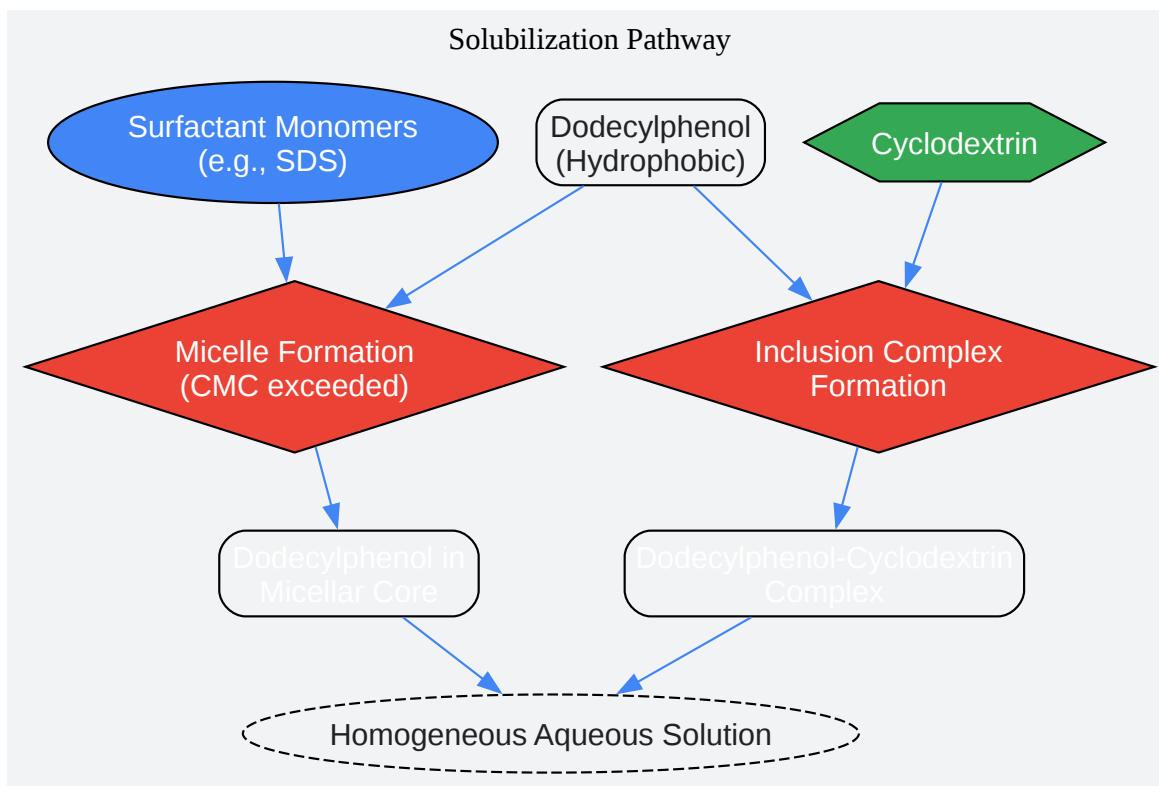 Solubilization Pathway
Surfactant Monomers
(e.g., SDS)
Dodecylphenol
(Hydrophobic)
Cyclodextrin
Micelle Formation
(CMC exceeded)
Inclusion Complex
Formation
Dodecylphenol in
Micellar Core
Dodecylphenol-Cyclodextrin
Complex
Homogeneous Aqueous Solution